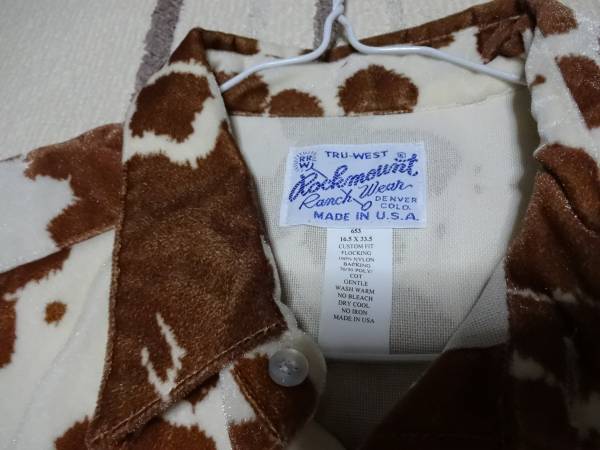 RRW
TRU-WEST ®
Rockmount
Ranch Wear
DENVER
COLO.
MADE IN U.S.A.
653
16.5 X 33.5
CUSTOM FIT
FLOCKING
100% NYLON
BACKING
70/30 POLY/
COT
GENTLE
WASH WARM
NO BLEACH
DRY COOL
NO IRON
MADE IN USA